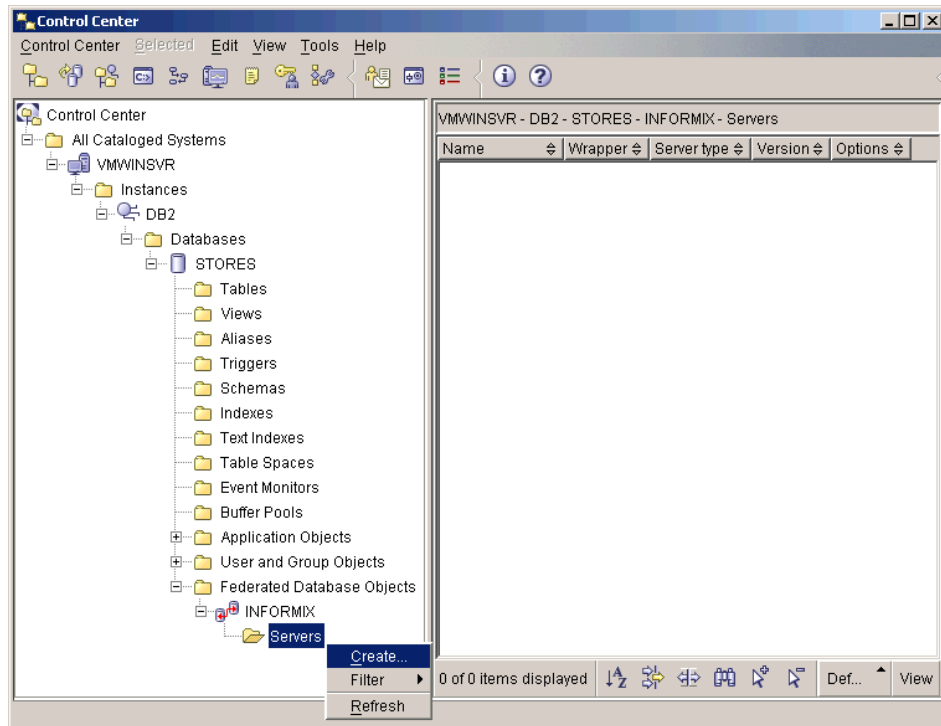 Control Center
Control Center Selected Edit View Tools Help
Control Center
All Cataloged Systems
VMWINSVR
Instances
DB2
Databases
STORES
Tables
Views
Aliases
Triggers
Schemas
Indexes
Text Indexes
Table Spaces
Event Monitors
Buffer Pools
Application Objects
User and Group Objects
Federated Database Objects
INFORMIX
Servers
Create...
Filter
Refresh
VMWINSVR - DB2 - STORES - INFORMIX - Servers
Name Wrapper Server type Version Options
0 of 0 items displayed Def... View